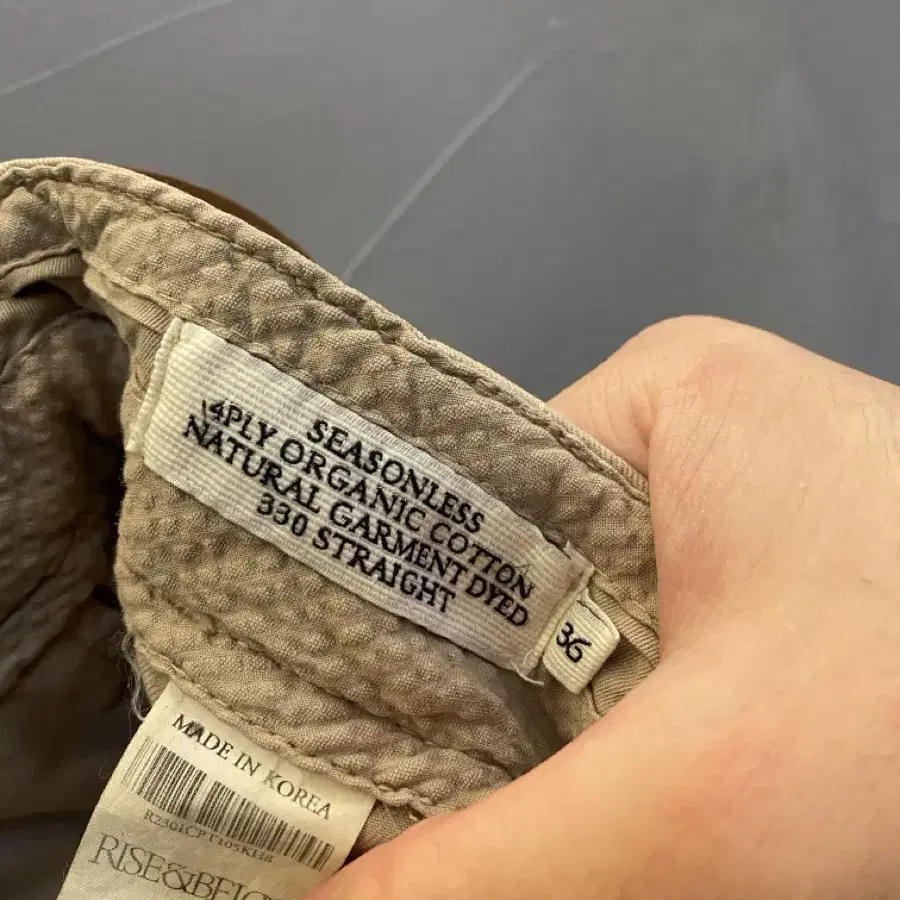 SEASONLESS
4PLY ORGANIC COTTON
NATURAL GARMENT DYED
330 STRAIGHT
36
MADE IN KOREA